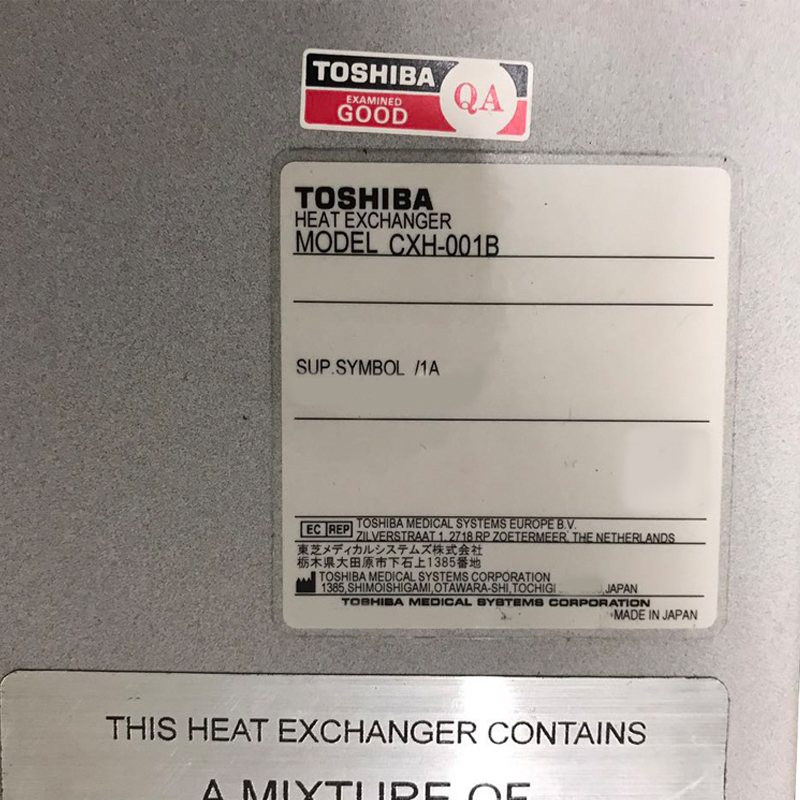 TOSHIBA
EXAMINED
GOOD
QA
TOSHIBA
HEAT EXCHANGER
MODEL CXH-001B
SUP.SYMBOL /1A
EC REP TOSHIBA MEDICAL SYSTEMS EUROPE B.V.
ZILVERSTRAAT 1, 2718 RP ZOETERMEER, THE NETHERLANDS
東芝メディカルシステムズ株式会社
栃木県大田原市下石上1385番地
TOSHIBA MEDICAL SYSTEMS CORPORATION
1385,SHIMOISHIGAMI,OTAWARA-SHI,TOCHIGI ,JAPAN
TOSHIBA MEDICAL SYSTEMS CORPORATION
MADE IN JAPAN
THIS HEAT EXCHANGER CONTAINS
A MIXTURE OF